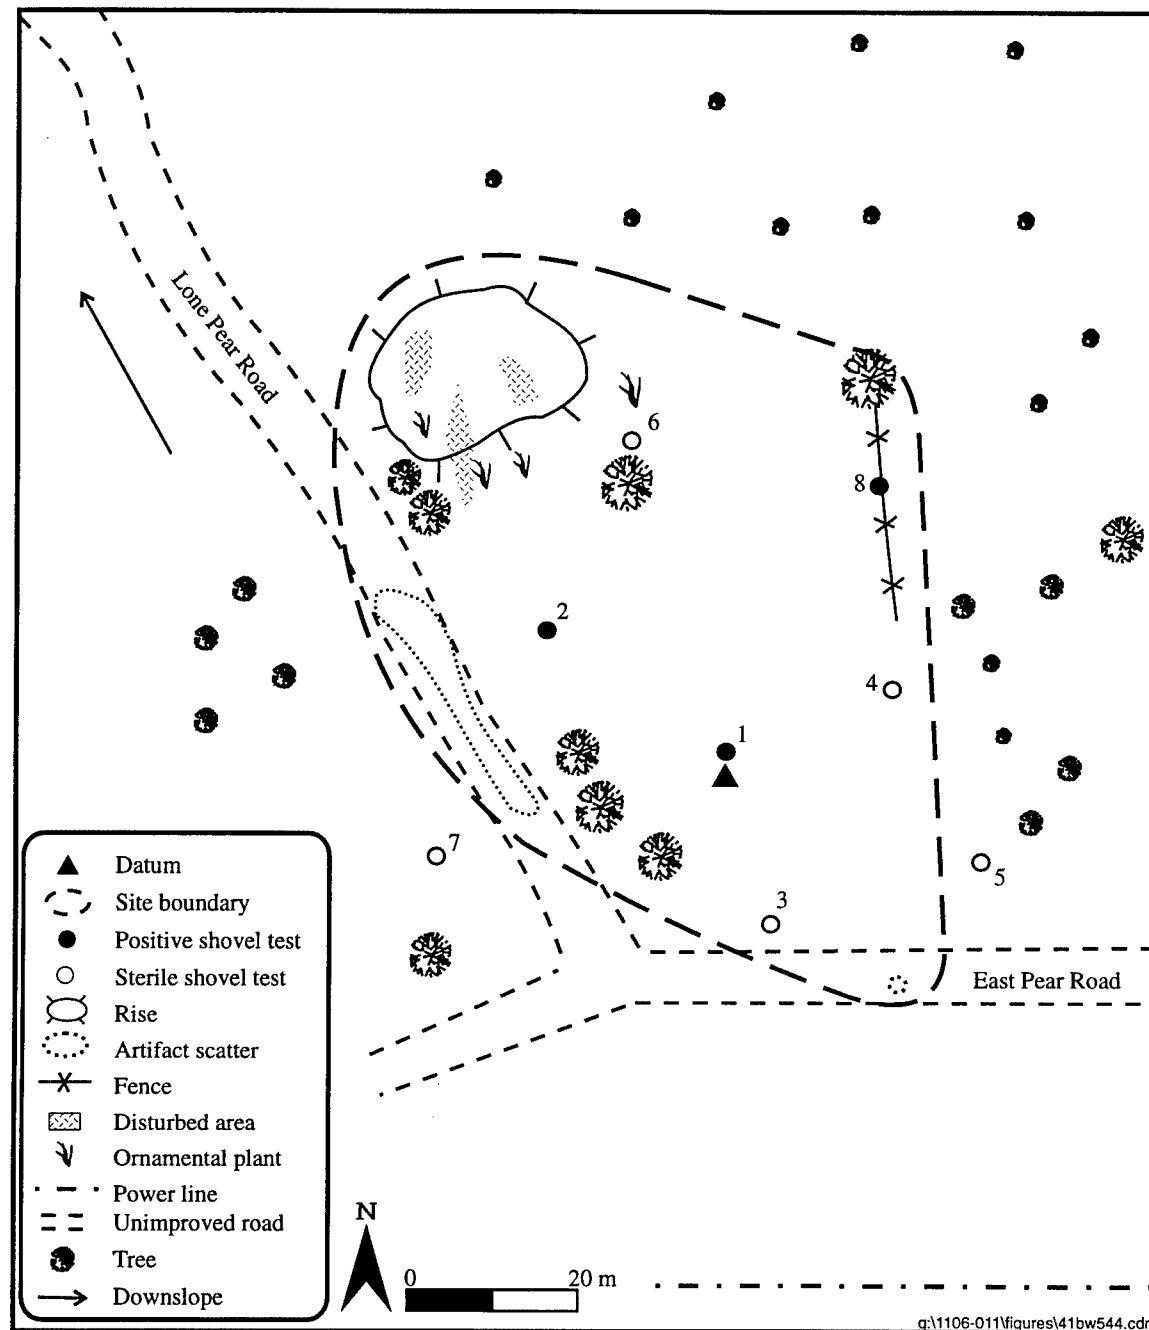 Lone Pear Road
6
8
2
4
1
7
5
3
East Pear Road
Datum
Site boundary
Positive shovel test
Sterile shovel test
Rise
Artifact scatter
Fence
Disturbed area
Ornamental plant
Power line
Unimproved road
Tree
Downslope
N
0 20 m
g:\1106-011\figures\41bw544.cdr